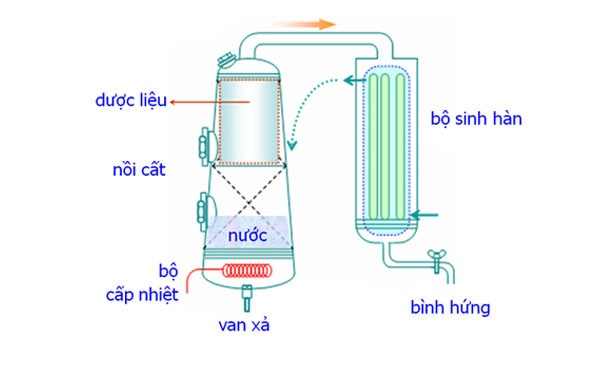 dược liệu
bộ sinh hàn
nồi cất
nước
bộ
cấp nhiệt
bình hứng
van xả